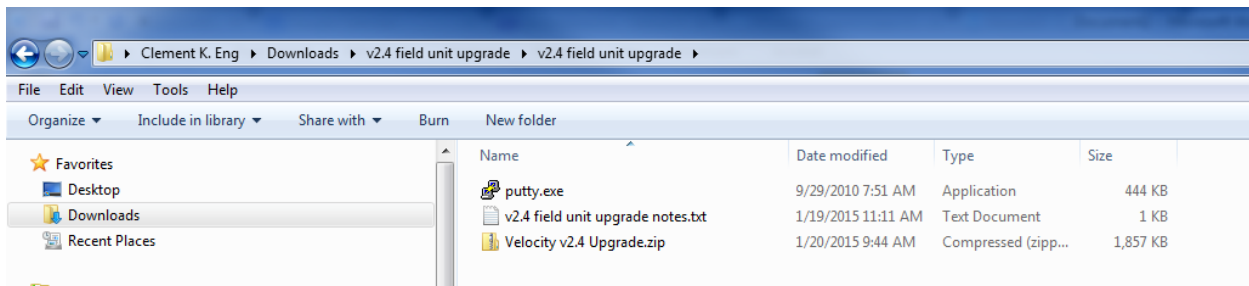 Clement K. Eng Downloads v2.4 field unit upgrade v2.4 field unit upgrade
File Edit View Tools Help
Organize Include in library Share with Burn New folder
Favorites
Desktop
Downloads
Recent Places
Name Date modified Type Size
putty.exe 9/29/2010 7:51 AM Application 444 KB
v2.4 field unit upgrade notes.txt 1/19/2015 11:11 AM Text Document 1 KB
Velocity v2.4 Upgrade.zip 1/20/2015 9:44 AM Compressed (zipp... 1,857 KB